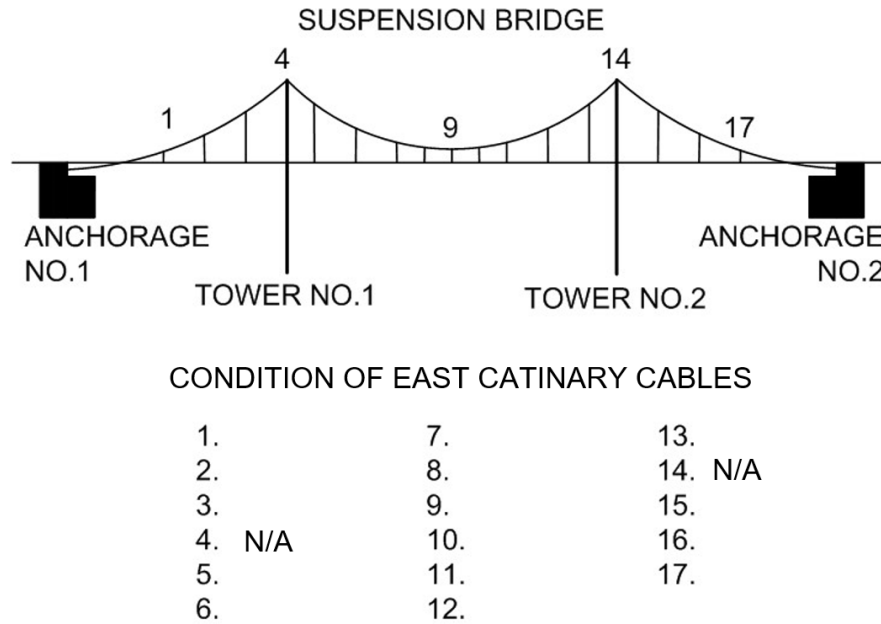 SUSPENSION BRIDGE
4
14
1
9
17
ANCHORAGE
NO.1
ANCHORAGE
NO.2
TOWER NO.1
TOWER NO.2
CONDITION OF EAST CATINARY CABLES
1.
2.
3.
4. N/A
5.
6.
7.
8.
9.
10.
11.
12.
13.
14. N/A
15.
16.
17.